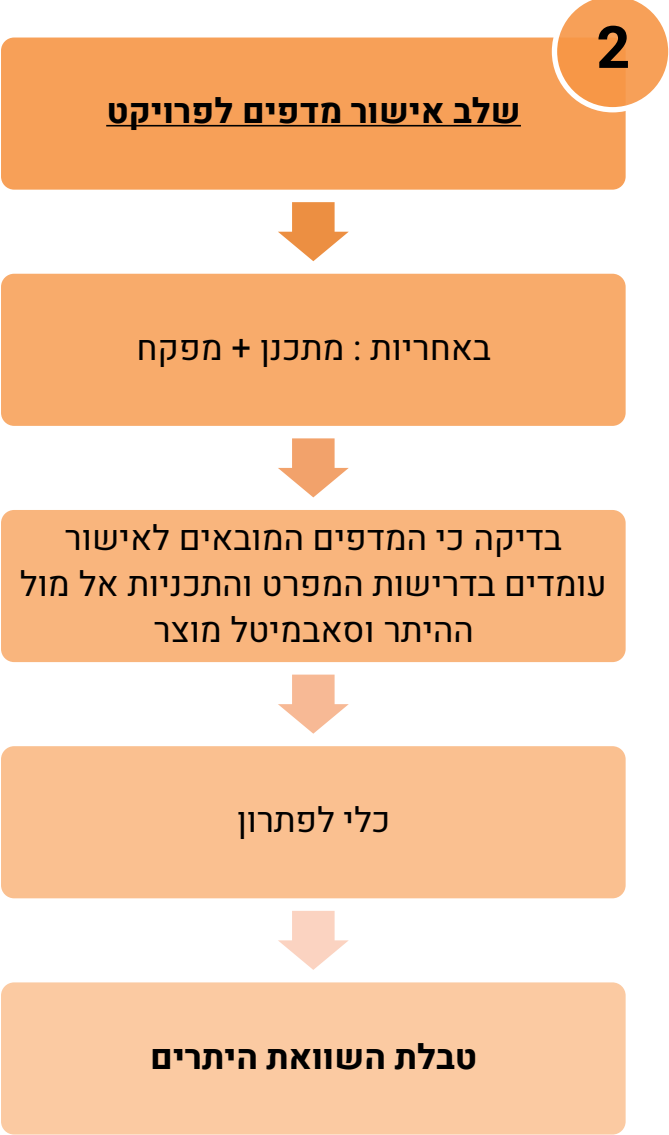 2
שלב אישור מדפים לפרויקט
באחריות : מתכנן + מפקח
בדיקה כי המדפים המובאים לאישור
עומדים בדרישות המפרט והתכניות אל מול
ההיתר וסאבמיטל מוצר
כלי לפתרון
טבלת השוואת היתרים